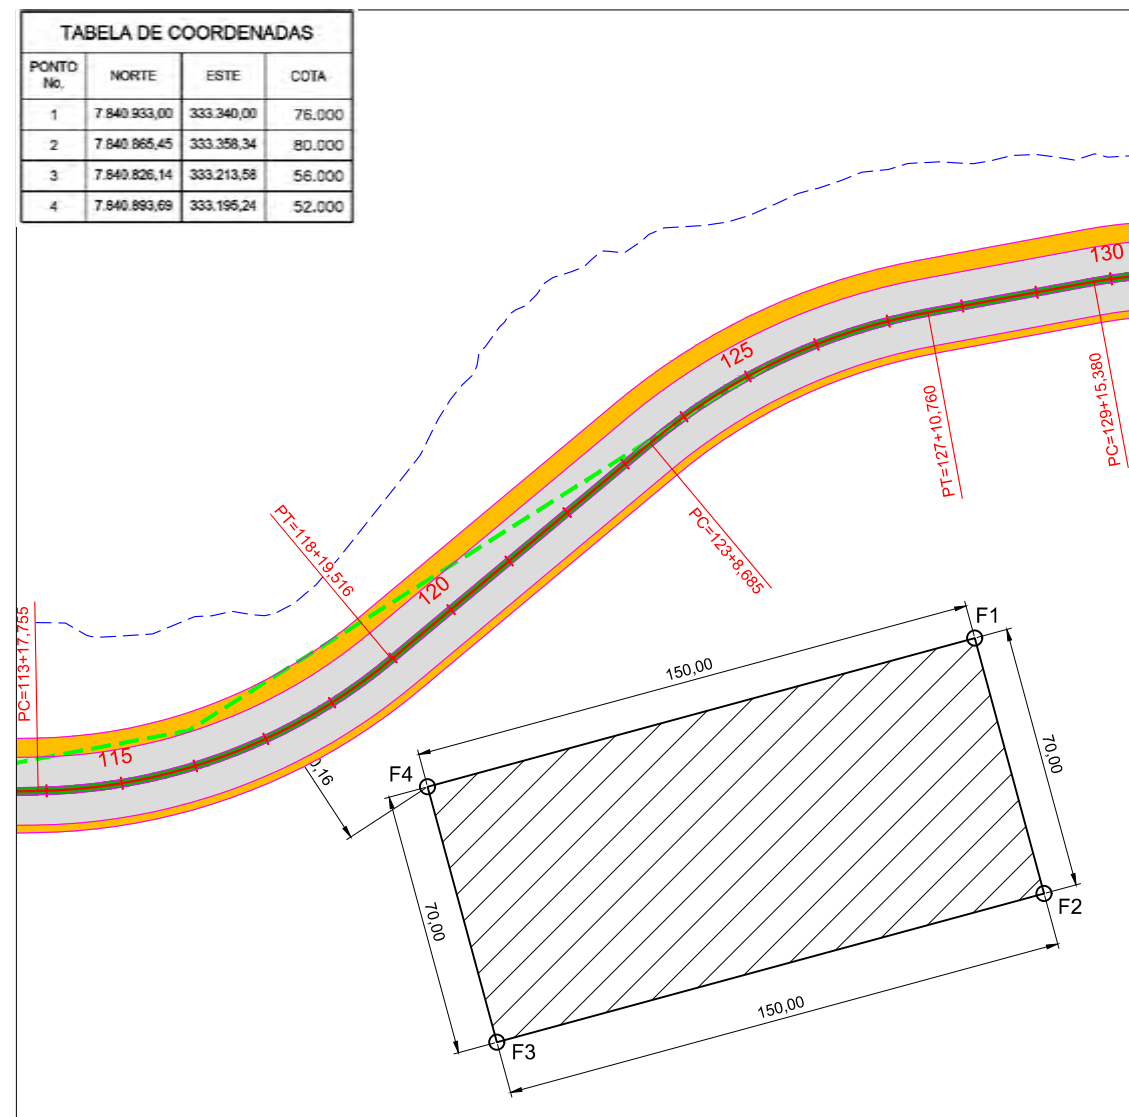 TABELA DE COORDENADAS
PONTO No. NORTE ESTE COTA
1 7.840.933,00 333.340,00 76.000
2 7.840.865,45 333.358,34 80.000
3 7.840.826,14 333.213,58 56.000
4 7.840.893,69 333.195,24 52.000
130
125
PC=129+15,380
PT=127+10,760
PT=118+19,516
PC=123+8,685
120
PC=113+17,755
115
F1
150,00
70,00
F4
0,16
F2
70,00
150,00
F3